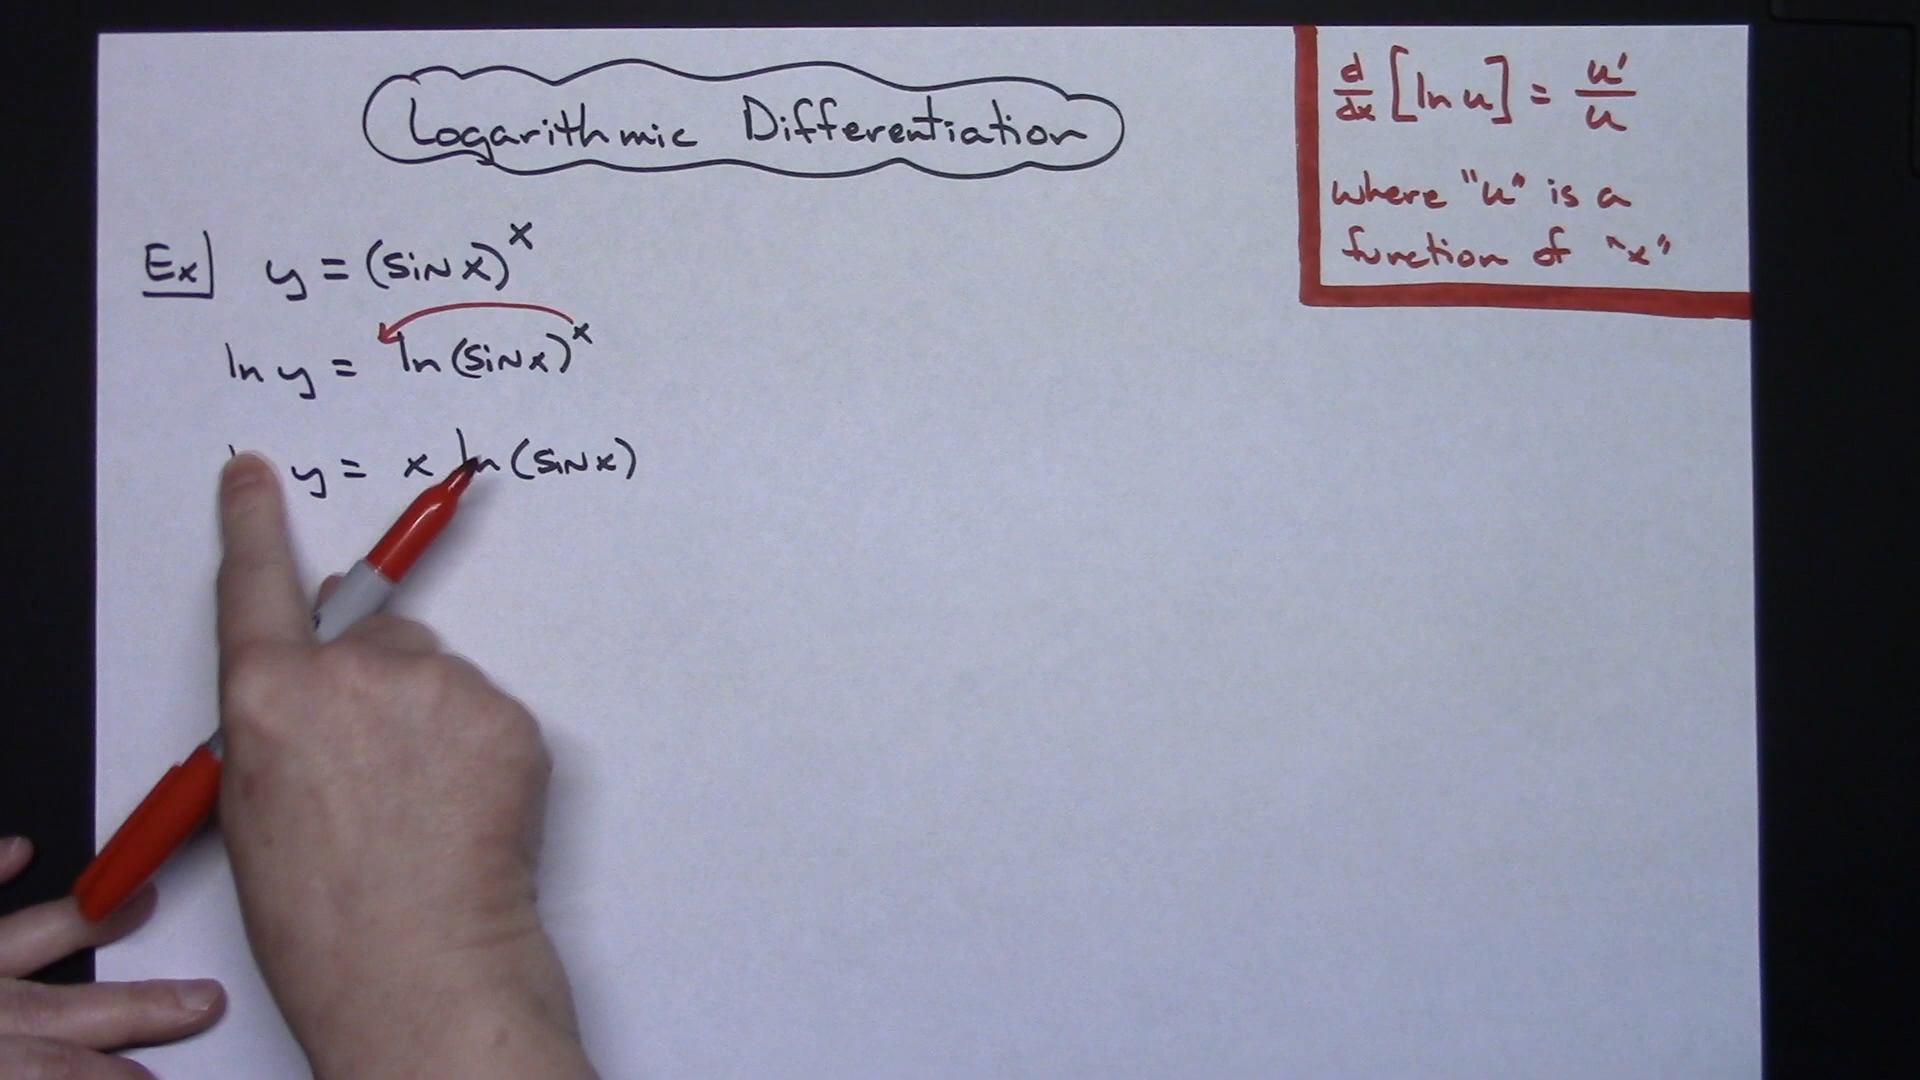 Logarithmic Differentiation
d/dx [ln u] = u'/u
where "u" is a
function of "x"
Ex] y = (sin x)^x
ln y = ln (sin x)^x
y = x ln (sin x)